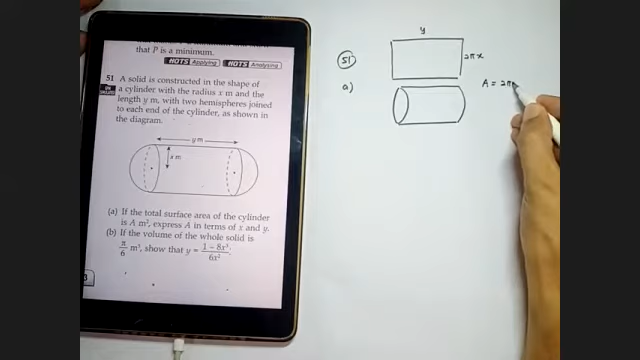 that P is a minimum.
HOTS Applying HOTS Analysing
51 A solid is constructed in the shape of
a cylinder with the radius x m and the
length y m, with two hemispheres joined
to each end of the cylinder, as shown in
the diagram.
y m
x m
(a) If the total surface area of the cylinder
is A m², express A in terms of x and y.
(b) If the volume of the whole solid is
π/6 m³, show that y = (1 – 8x³)/(6x²).
3
51
y
2πx
a)
A = 2π